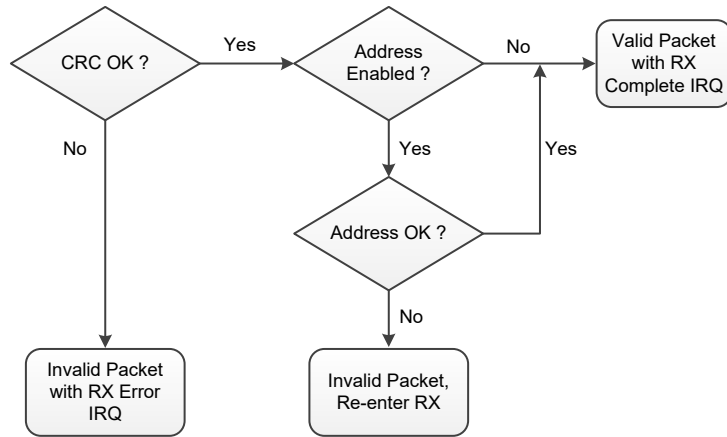 CRC OK ?
Yes
Address
Enabled ?
No
Valid Packet
with RX
Complete IRQ
No
Yes
Yes
Address OK ?
No
Invalid Packet
with RX Error
IRQ
Invalid Packet,
Re-enter RX